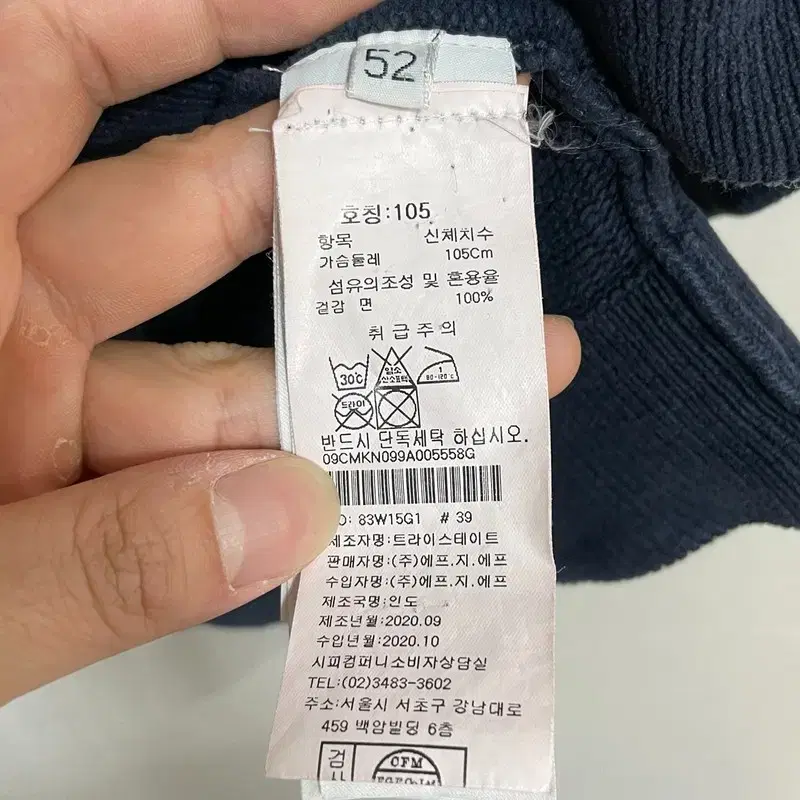 52
호칭:105
항목 신체치수
가슴둘레 105Cm
섬유의조성 및 혼용율
겉감 면 100%
취급주의
30℃
염소
산소표백
1
80-120℃
드라이
반드시 단독세탁 하십시오.
09CMKN099A005558G
O: 83W15G1 # 39
제조자명:트라이스테이트
판매자명:(주)에프.지.에프
수입자명:(주)에프.지.에프
제조국명:인도
제조년월:2020.09
수입년월:2020.10
시피컴퍼니소비자상담실
TEL:(02)3483-3602
주소:서울시 서초구 강남대로
459 백암빌딩 6층
검
CFM